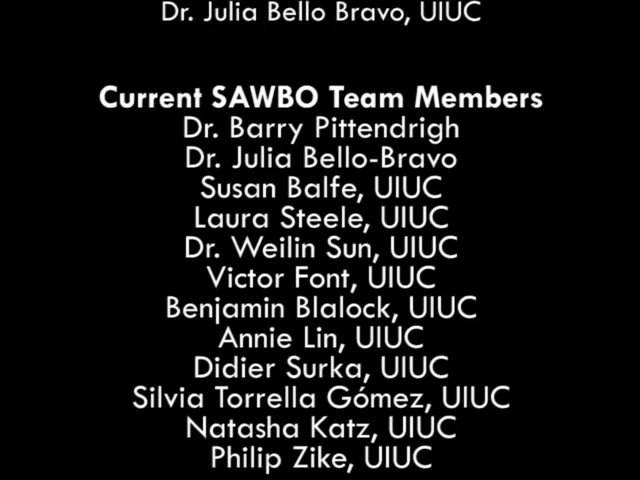 Dr. Julia Bello Bravo, UIUC
Current SAWBO Team Members
Dr. Barry Pittendrigh
Dr. Julia Bello-Bravo
Susan Balfe, UIUC
Laura Steele, UIUC
Dr. Weilin Sun, UIUC
Victor Font, UIUC
Benjamin Blalock, UIUC
Annie Lin, UIUC
Didier Surka, UIUC
Silvia Torrella Gómez, UIUC
Natasha Katz, UIUC
Philip Zike, UIUC